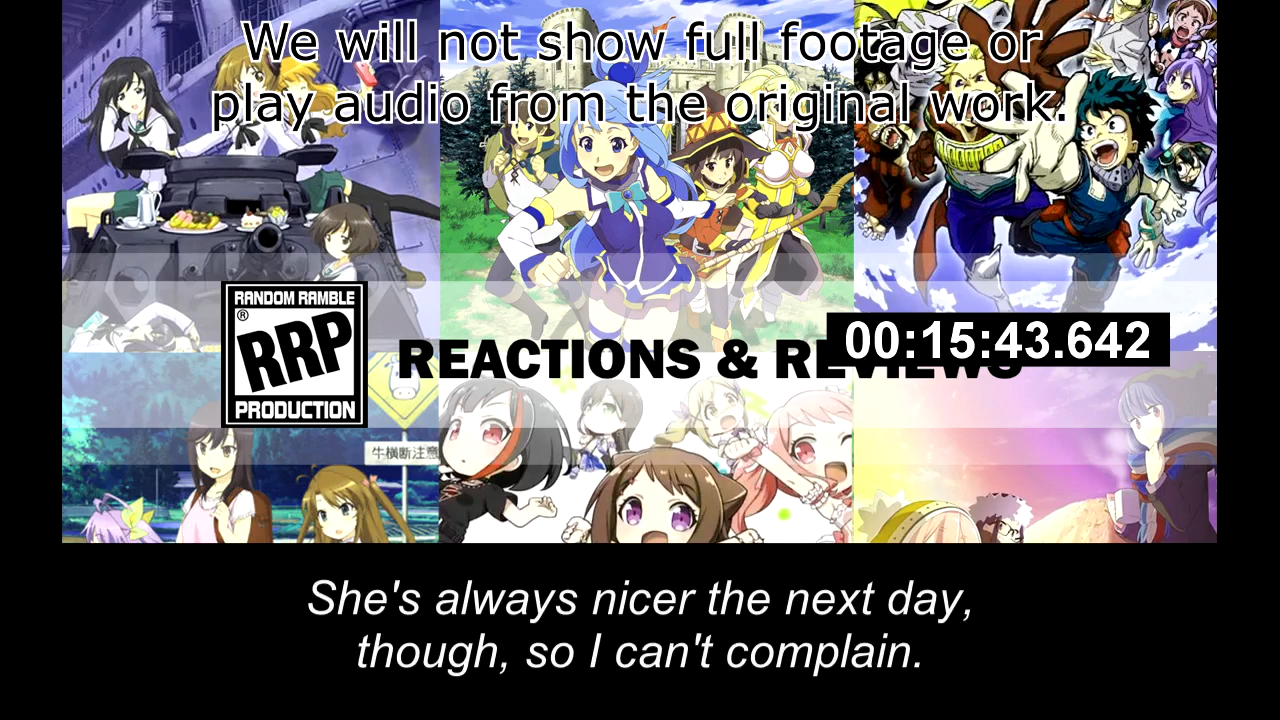 We will not show full footage or
play audio from the original work.
RANDOM RAMBLE
®
RRP
PRODUCTION
REACTIONS & REVIEWS
00:15:43.642
牛横断注意
She's always nicer the next day,
though, so I can't complain.